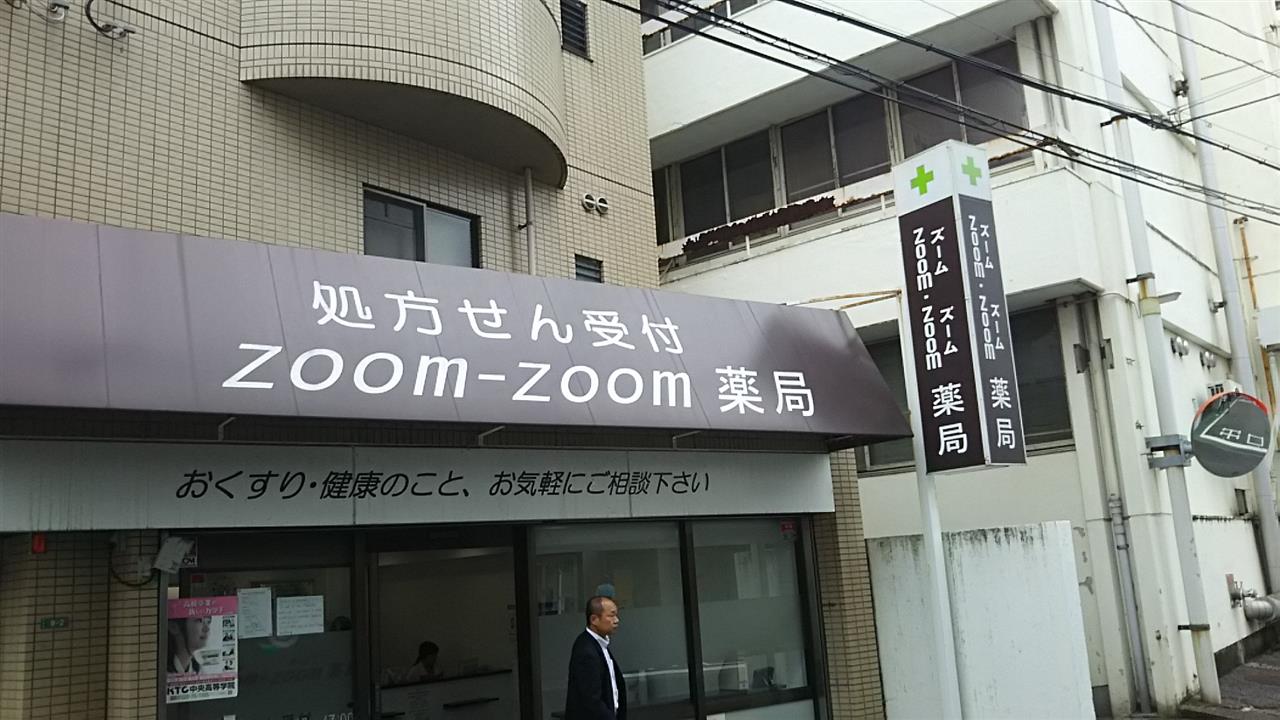 処方せん受付
zoom-zoom 薬局
おくすり・健康のこと、お気軽にご相談下さい
ズーム ズーム
zoom・zoom 薬局
ズーム ズーム
zoom・zoom 薬局
KTC中央高等学院